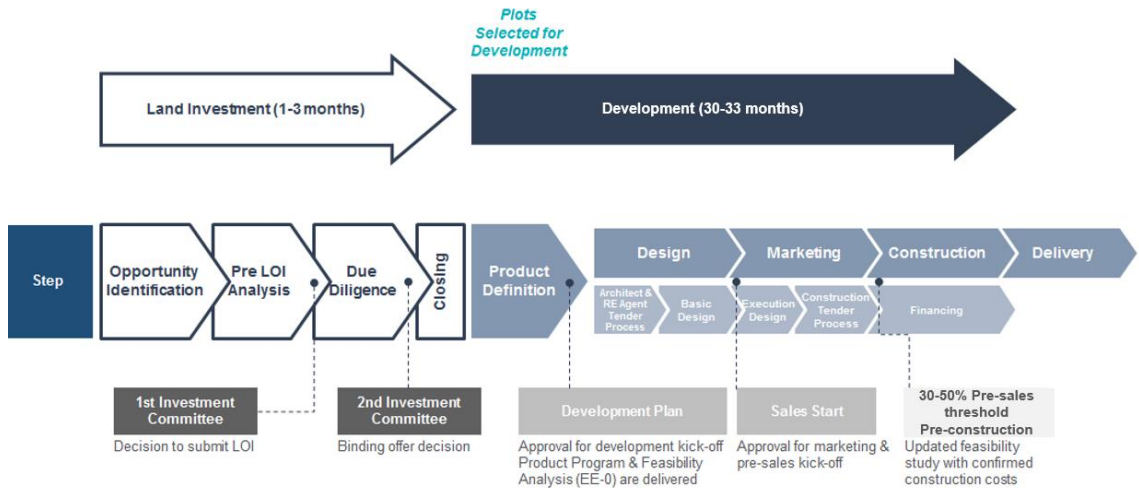 Plots
Selected for
Development
Land Investment (1-3 months)
Development (30-33 months)
Step
Opportunity
Identification
Pre LOI
Analysis
Due
Diligence
Closing
Product
Definition
Design
Marketing
Construction
Delivery
Architect &
RE Agent
Tender
Process
Basic
Design
Execution
Design
Construction
Tender
Process
Financing
1st Investment
Committee
Decision to submit LOI
2nd Investment
Committee
Binding offer decision
Development Plan
Approval for development kick-off
Product Program & Feasibility
Analysis (EE-0) are delivered
Sales Start
Approval for marketing &
pre-sales kick-off
30-50% Pre-sales
threshold
Pre-construction
Updated feasibility
study with confirmed
construction costs